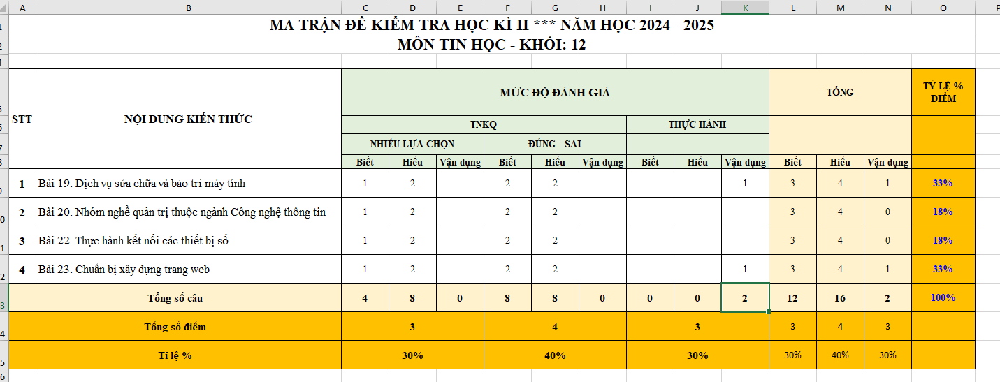 A B C D E F G H I J K L M N O P
MA TRẬN ĐỀ KIỂM TRA HỌC KÌ II *** NĂM HỌC 2024 - 2025
MÔN TIN HỌC - KHỐI: 12
STT NỘI DUNG KIẾN THỨC MỨC ĐỘ ĐÁNH GIÁ TỔNG TỶ LỆ % ĐIỂM
TNKQ THỰC HÀNH
NHIỀU LỰA CHỌN ĐÚNG - SAI
Biết Hiểu Vận dụng Biết Hiểu Vận dụng Biết Hiểu Vận dụng Biết Hiểu Vận dụng
1 Bài 19. Dịch vụ sửa chữa và bảo trì máy tính 1 2 2 2 1 3 4 1 33%
2 Bài 20. Nhóm nghề quản trị thuộc ngành Công nghệ thông tin 1 2 2 2 3 4 0 18%
3 Bài 22. Thực hành kết nối các thiết bị số 1 2 2 2 3 4 0 18%
4 Bài 23. Chuẩn bị xây dựng trang web 1 2 2 2 1 3 4 1 33%
Tổng số câu 4 8 0 8 8 0 0 0 2 12 16 2 100%
Tổng số điểm 3 4 3 3 4 3
Tỉ lệ % 30% 40% 30% 30% 40% 30%